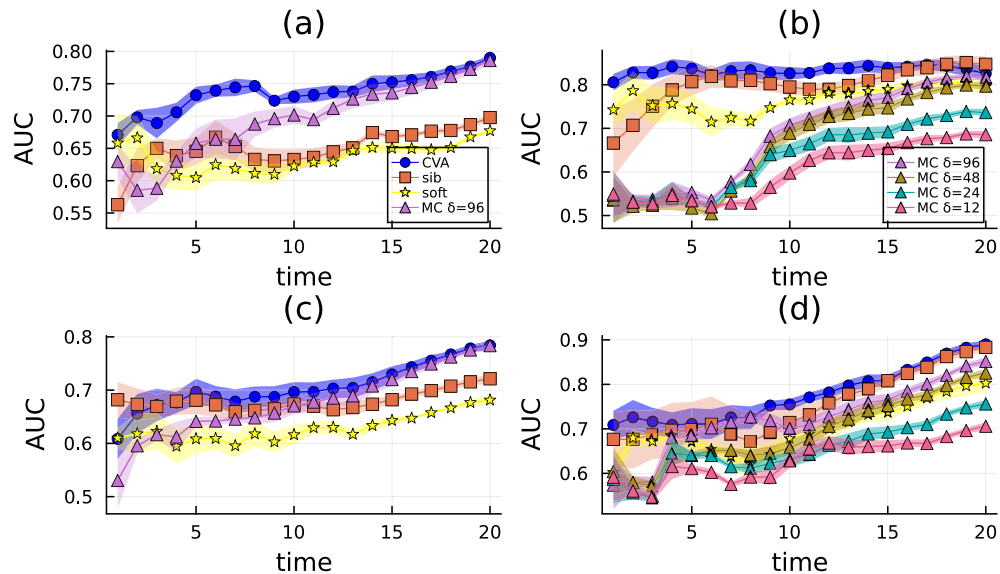 (a)
AUC
0.80
0.75
0.70
0.65
0.60
0.55
CVA
sib
soft
MC δ=96
5 10 15 20
time
(b)
AUC
0.8
0.7
0.6
0.5
MC δ=96
MC δ=48
MC δ=24
MC δ=12
5 10 15 20
time
(c)
AUC
0.8
0.7
0.6
0.5
5 10 15 20
time
(d)
AUC
0.9
0.8
0.7
0.6
5 10 15 20
time